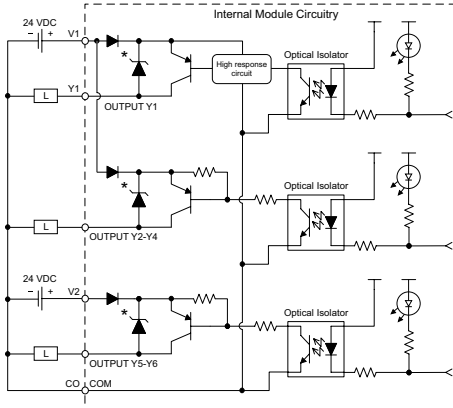 Internal Module Circuitry
24 VDC
− + V1
*
High response
circuit
Optical Isolator
L
Y1
OUTPUT Y1
Optical Isolator
*
L
OUTPUT Y2-Y4
24 VDC
− + V2
*
Optical Isolator
L
OUTPUT Y5-Y6
CO COM